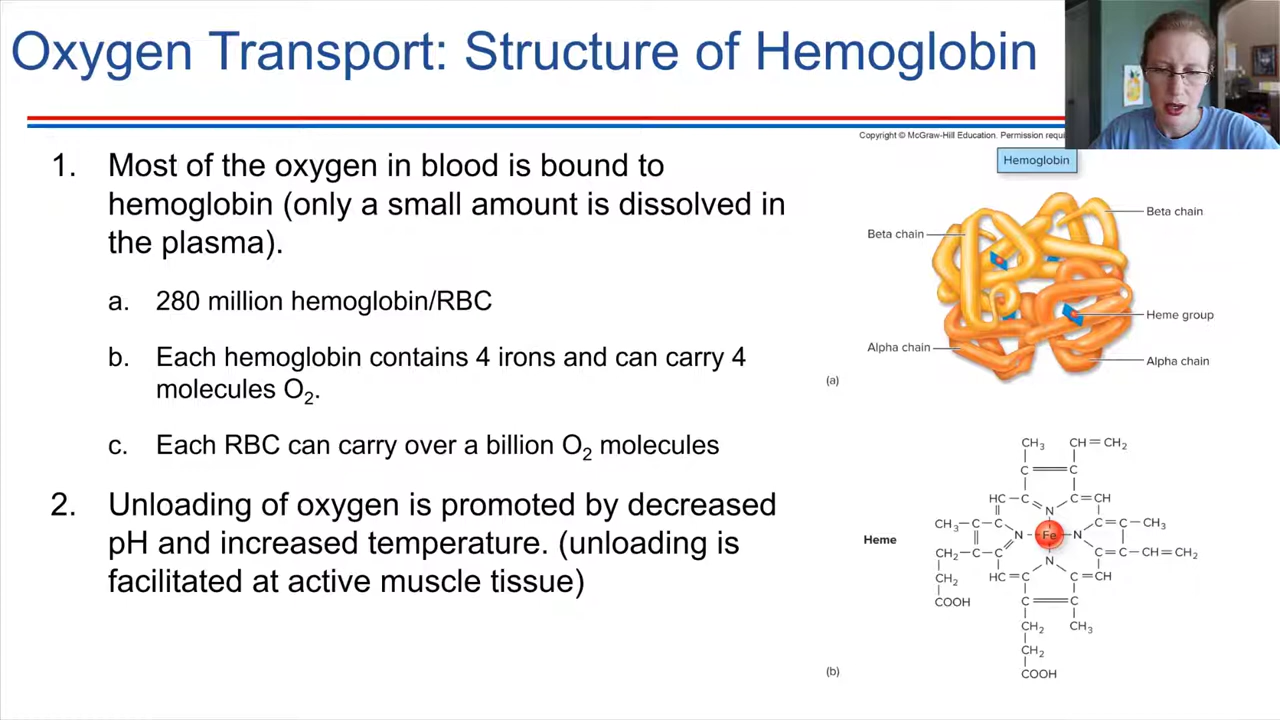 Oxygen Transport: Structure of Hemoglobin
Copyright © McGraw-Hill Education. Permission
1. Most of the oxygen in blood is bound to
hemoglobin (only a small amount is dissolved in
the plasma).
a. 280 million hemoglobin/RBC
b. Each hemoglobin contains 4 irons and can carry 4
molecules O₂.
c. Each RBC can carry over a billion O₂ molecules
2. Unloading of oxygen is promoted by decreased
pH and increased temperature. (unloading is
facilitated at active muscle tissue)
Hemoglobin
Beta chain
Beta chain
Heme group
Alpha chain
Alpha chain
(a)
CH₃ CH=CH₂
C C
HC-C C=CH
N
CH₃-C-C C=C-CH₃
N Fe N
Heme
CH₂-C-C C=C-CH=CH₂
N
CH₂ HC=C C=CH
COOH C C
CH₂ CH₃
CH₂
COOH
(b)